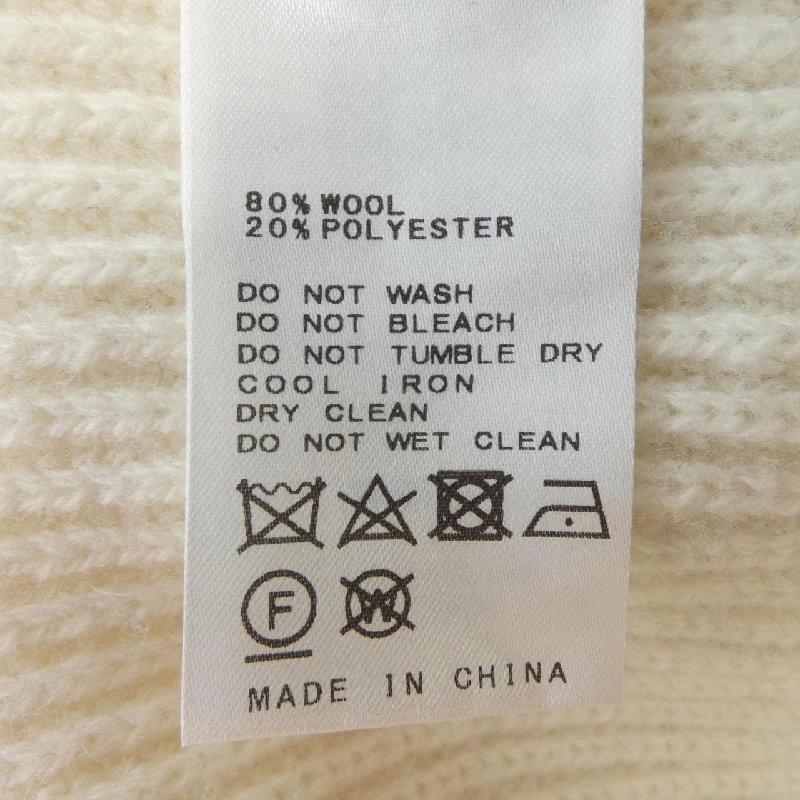 80% WOOL
20% POLYESTER
DO NOT WASH
DO NOT BLEACH
DO NOT TUMBLE DRY
COOL IRON
DRY CLEAN
DO NOT WET CLEAN
F W
MADE IN CHINA